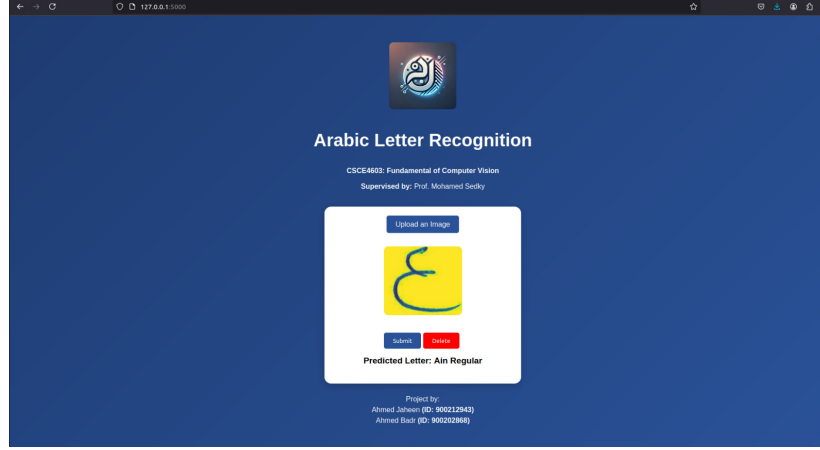 127.0.0.1:5000
Arabic Letter Recognition
CSCE4603: Fundamental of Computer Vision
Supervised by: Prof. Mohamed Sedky
Upload an Image
ع
Submit Delete
Predicted Letter: Ain Regular
Project by:
Ahmed Jaheen (ID: 900212943)
Ahmed Badr (ID: 900202868)